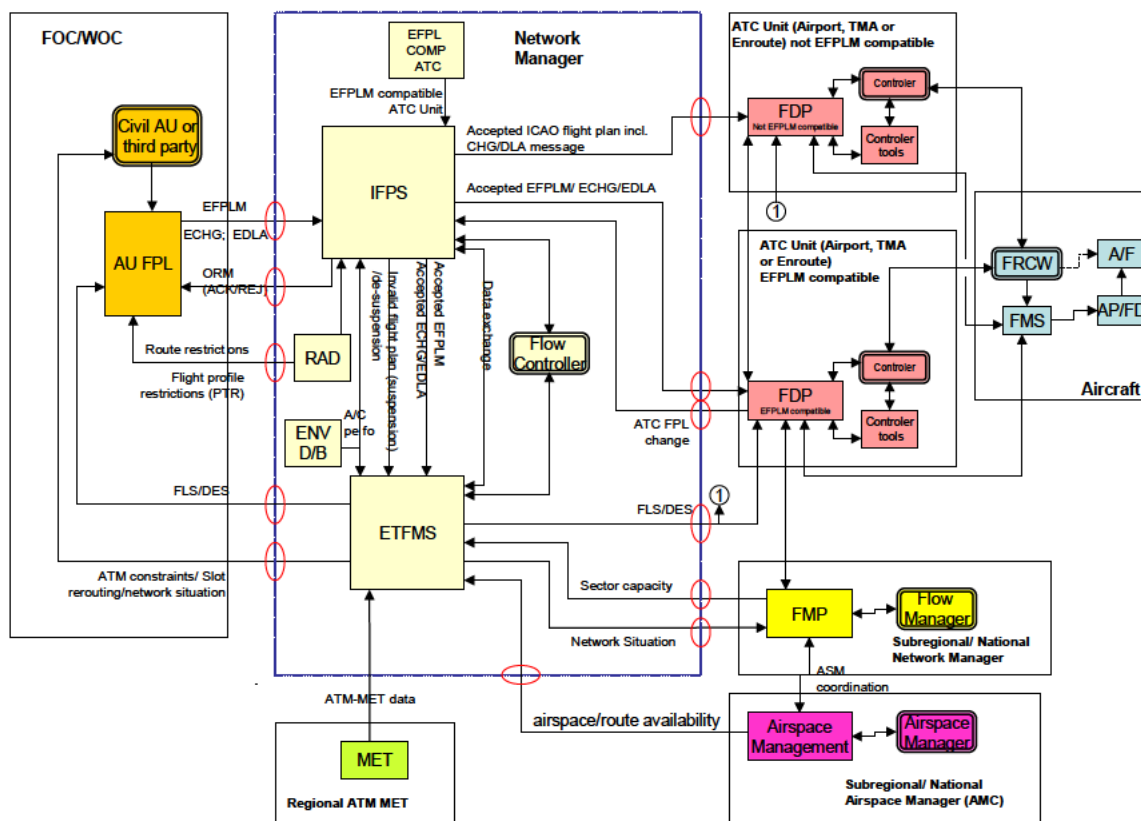 FOC/WOC
Civil AU or
third party
AU FPL
EFPLM
ECHG; EDLA
ORM
(ACK/REJ)
Route restrictions
Flight profile
restrictions (PTR)
FLS/DES
ATM constraints/ Slot
rerouting/network situation
Network
Manager
EFPL
COMP
ATC
EFPLM compatible
ATC Unit
IFPS
Accepted ICAO flight plan incl.
CHG/DLA message
Accepted EFPLM/ ECHG/EDLA
RAD
ENV
D/B
A/C
pe fo
Invalid flight plan (suspension)
/de-suspension
Accepted EFPLM
Accepted ECHG/EDLA
Data exchange
Flow
Controller
ETFMS
ATC FPL
change
FLS/DES
1
Sector capacity
Network Situation
ATM-MET data
airspace/route availability
MET
Regional ATM MET
ATC Unit (Airport, TMA or
Enroute) not EFPLM compatible
FDP
Not EFPLM compatible
Controler
Controler
tools
1
ATC Unit (Airport, TMA
or Enroute)
EFPLM compatible
FDP
EFPLM compatible
Controler
Controler
tools
FRCW
A/F
FMS
AP/FD
Aircraft
FMP
Flow
Manager
Subregional/ National
Network Manager
ASM
coordination
Airspace
Management
Airspace
Manager
Subregional/ National
Airspace Manager (AMC)